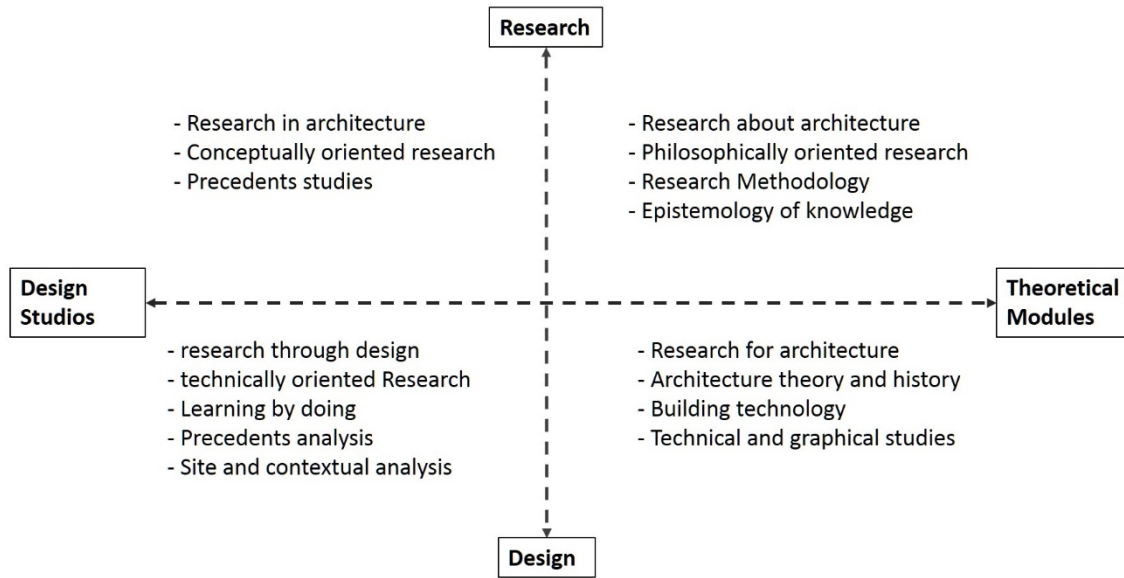 Research
- Research in architecture
- Conceptually oriented research
- Precedents studies
- Research about architecture
- Philosophically oriented research
- Research Methodology
- Epistemology of knowledge
Design
Studios
Theoretical
Modules
- research through design
- technically oriented Research
- Learning by doing
- Precedents analysis
- Site and contextual analysis
- Research for architecture
- Architecture theory and history
- Building technology
- Technical and graphical studies
Design